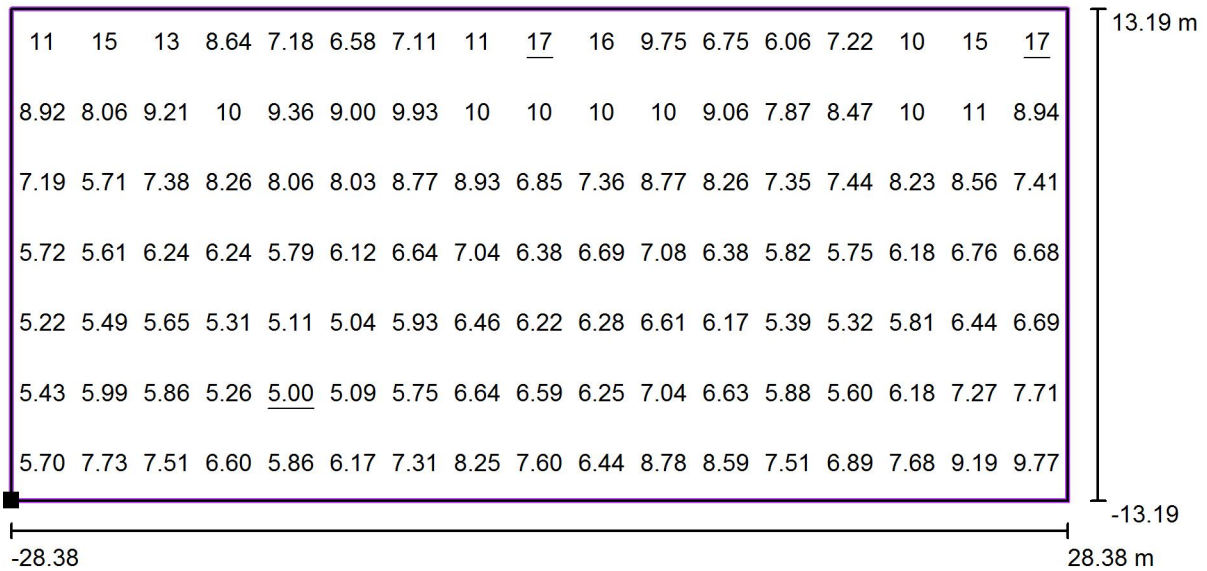 13.19 m
11 15 13 8.64 7.18 6.58 7.11 11 17 16 9.75 6.75 6.06 7.22 10 15 17
8.92 8.06 9.21 10 9.36 9.00 9.93 10 10 10 10 9.06 7.87 8.47 10 11 8.94
7.19 5.71 7.38 8.26 8.06 8.03 8.77 8.93 6.85 7.36 8.77 8.26 7.35 7.44 8.23 8.56 7.41
5.72 5.61 6.24 6.24 5.79 6.12 6.64 7.04 6.38 6.69 7.08 6.38 5.82 5.75 6.18 6.76 6.68
5.22 5.49 5.65 5.31 5.11 5.04 5.93 6.46 6.22 6.28 6.61 6.17 5.39 5.32 5.81 6.44 6.69
5.43 5.99 5.86 5.26 5.00 5.09 5.75 6.64 6.59 6.25 7.04 6.63 5.88 5.60 6.18 7.27 7.71
5.70 7.73 7.51 6.60 5.86 6.17 7.31 8.25 7.60 6.44 8.78 8.59 7.51 6.89 7.68 9.19 9.77
-13.19
-28.38 28.38 m